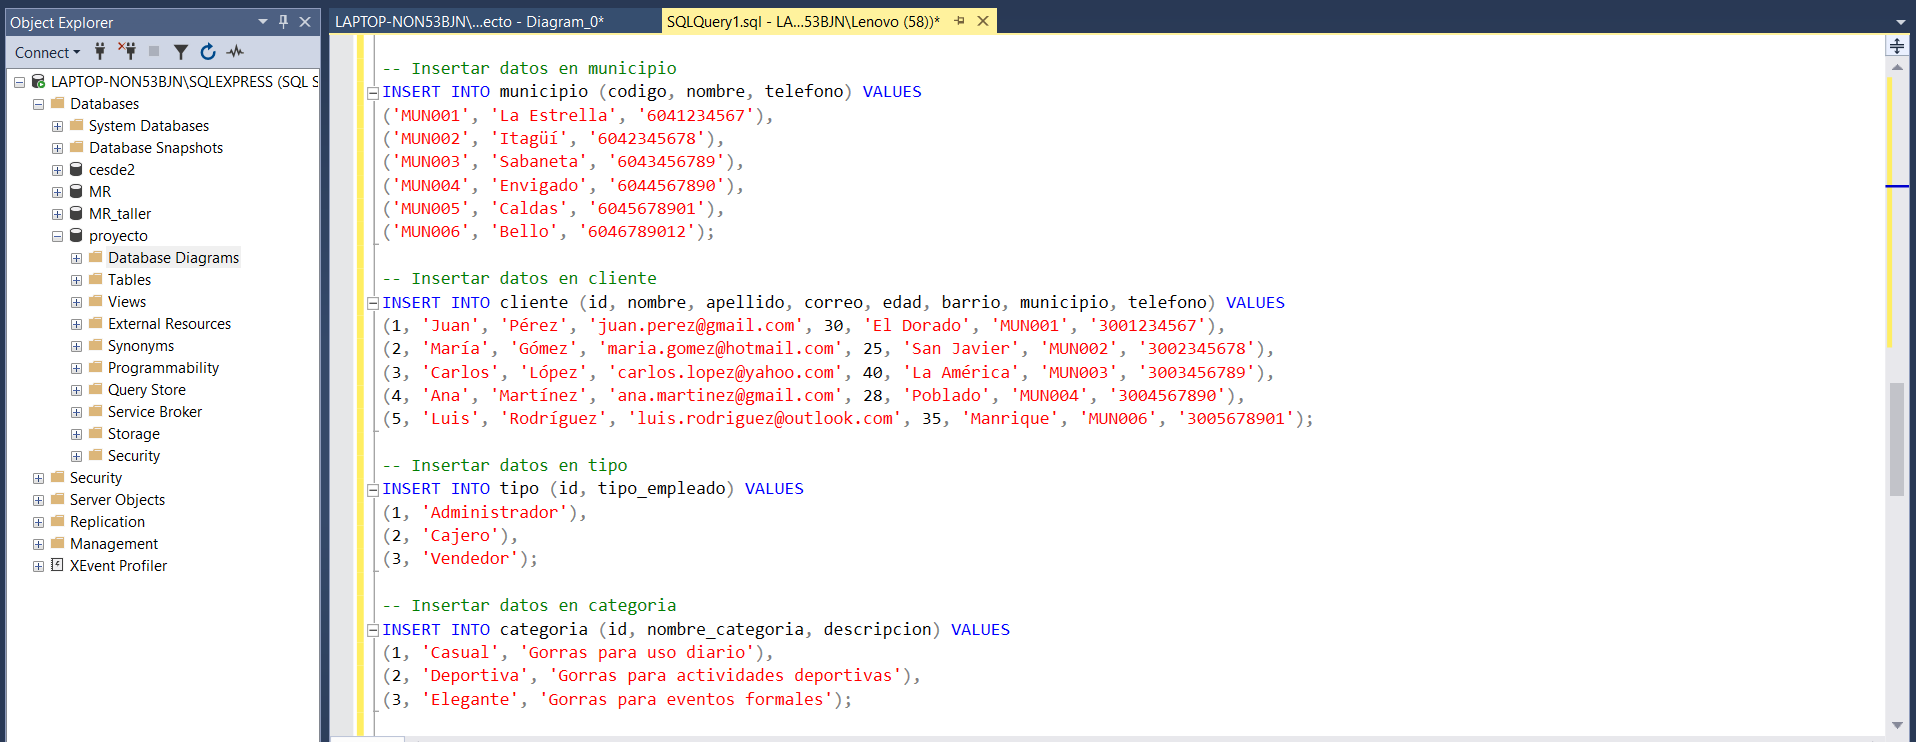 Object Explorer
Connect
LAPTOP-NON53BJN\SQLEXPRESS (SQL S
Databases
System Databases
Database Snapshots
cesde2
MR
MR_taller
proyecto
Database Diagrams
Tables
Views
External Resources
Synonyms
Programmability
Query Store
Service Broker
Storage
Security
Security
Server Objects
Replication
Management
XEvent Profiler
LAPTOP-NON53BJN\...ecto - Diagram_0*
SQLQuery1.sql - LA...53BJN\Lenovo (58))*
-- Insertar datos en municipio
INSERT INTO municipio (codigo, nombre, telefono) VALUES
('MUN001', 'La Estrella', '6041234567'),
('MUN002', 'Itagüí', '6042345678'),
('MUN003', 'Sabaneta', '6043456789'),
('MUN004', 'Envigado', '6044567890'),
('MUN005', 'Caldas', '6045678901'),
('MUN006', 'Bello', '6046789012');
-- Insertar datos en cliente
INSERT INTO cliente (id, nombre, apellido, correo, edad, barrio, municipio, telefono) VALUES
(1, 'Juan', 'Pérez', 'juan.perez@gmail.com', 30, 'El Dorado', 'MUN001', '3001234567'),
(2, 'María', 'Gómez', 'maria.gomez@hotmail.com', 25, 'San Javier', 'MUN002', '3002345678'),
(3, 'Carlos', 'López', 'carlos.lopez@yahoo.com', 40, 'La América', 'MUN003', '3003456789'),
(4, 'Ana', 'Martínez', 'ana.martinez@gmail.com', 28, 'Poblado', 'MUN004', '3004567890'),
(5, 'Luis', 'Rodríguez', 'luis.rodriguez@outlook.com', 35, 'Manrique', 'MUN006', '3005678901');
-- Insertar datos en tipo
INSERT INTO tipo (id, tipo_empleado) VALUES
(1, 'Administrador'),
(2, 'Cajero'),
(3, 'Vendedor');
-- Insertar datos en categoria
INSERT INTO categoria (id, nombre_categoria, descripcion) VALUES
(1, 'Casual', 'Gorras para uso diario'),
(2, 'Deportiva', 'Gorras para actividades deportivas'),
(3, 'Elegante', 'Gorras para eventos formales');